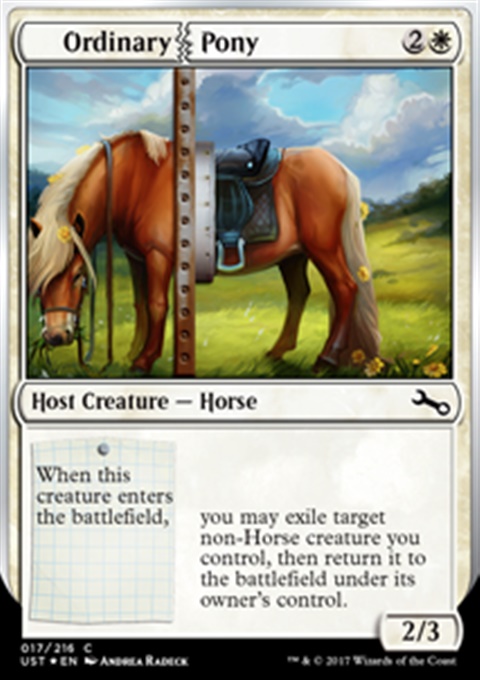 Ordinary Pony 2
Host Creature — Horse
When this
creature enters
the battlefield,
you may exile target
non-Horse creature you
control, then return it to
the battlefield under its
owner's control.
2/3
017/216 C
UST ★ EN Andrea Radeck
™ & © 2017 Wizards of the Coast